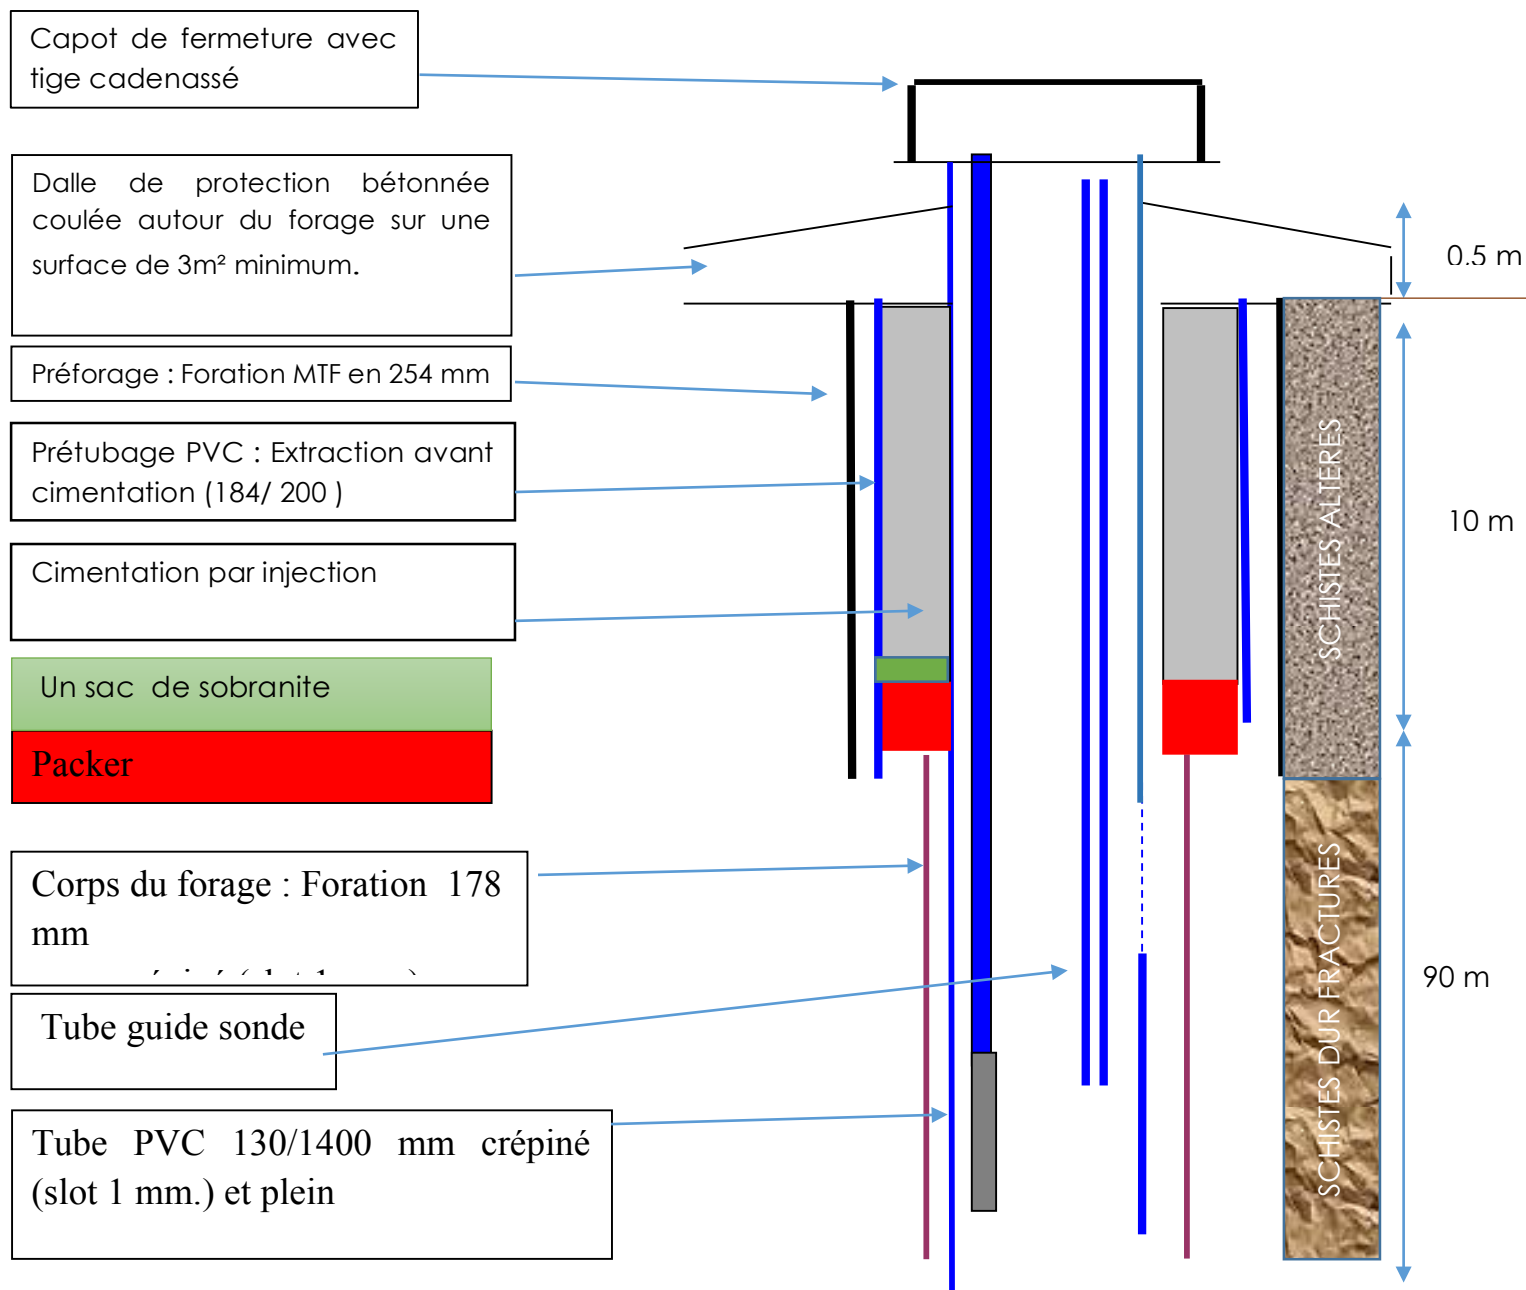 Capot de fermeture avec
tige cadenassé
Dalle de protection bétonnée
coulée autour du forage sur une
surface de 3m² minimum.
Préforage : Foration MTF en 254 mm
Prétubage PVC : Extraction avant
cimentation (184/ 200 )
Cimentation par injection
Un sac de sobranite
Packer
Corps du forage : Foration 178
mm
Tube guide sonde
Tube PVC 130/1400 mm crépiné
(slot 1 mm.) et plein
0.5 m
10 m
90 m
SCHISTES ALTERES
SCHISTES DUR FRACTURES